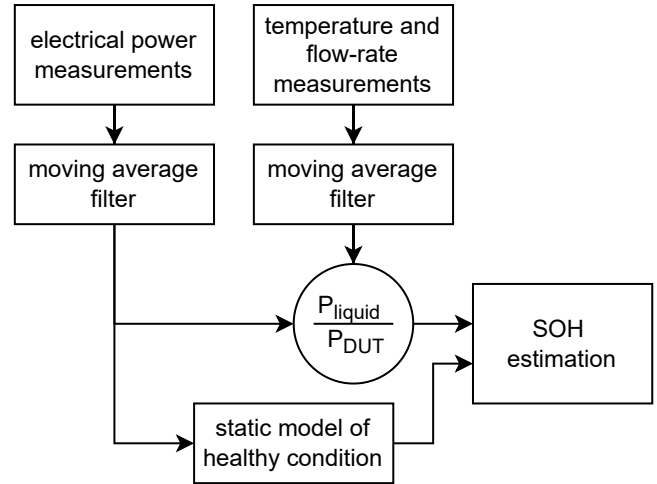 electrical power
measurements
temperature and
flow-rate
measurements
moving average
filter
moving average
filter
P_liquid
P_DUT
SOH
estimation
static model of
healthy condition